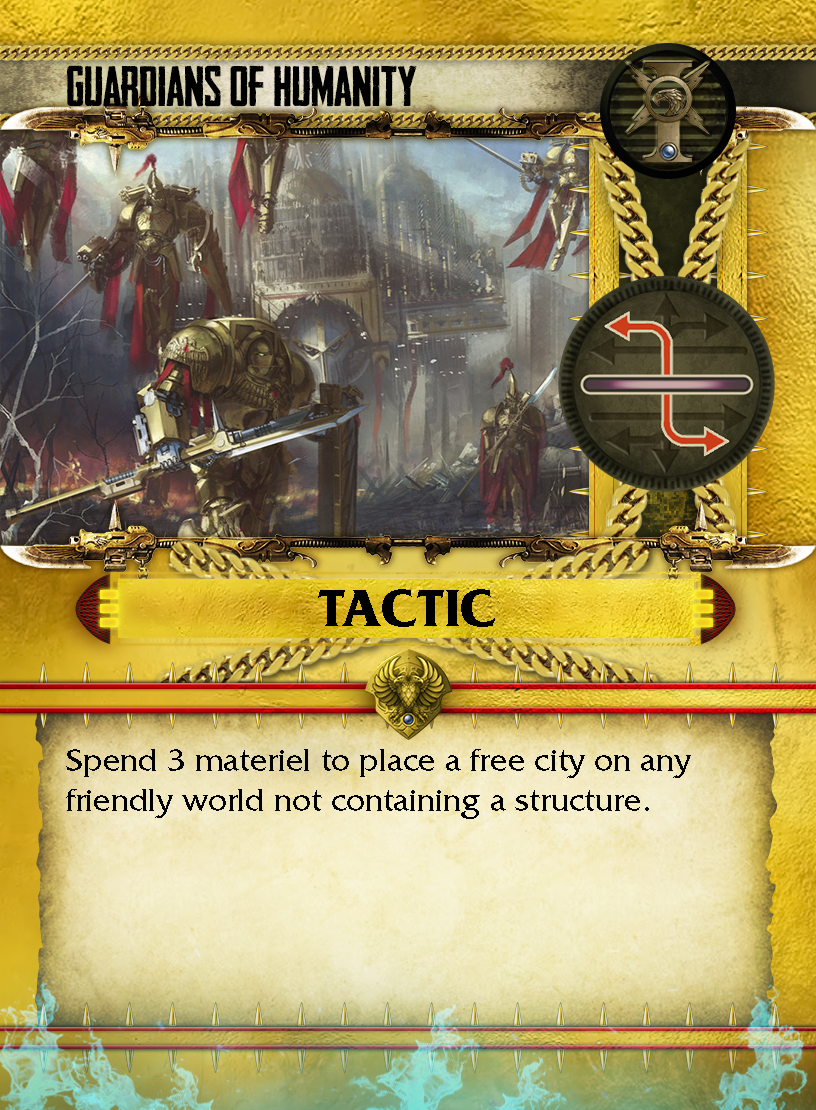 GUARDIANS OF HUMANITY
TACTIC
Spend 3 materiel to place a free city on any
friendly world not containing a structure.